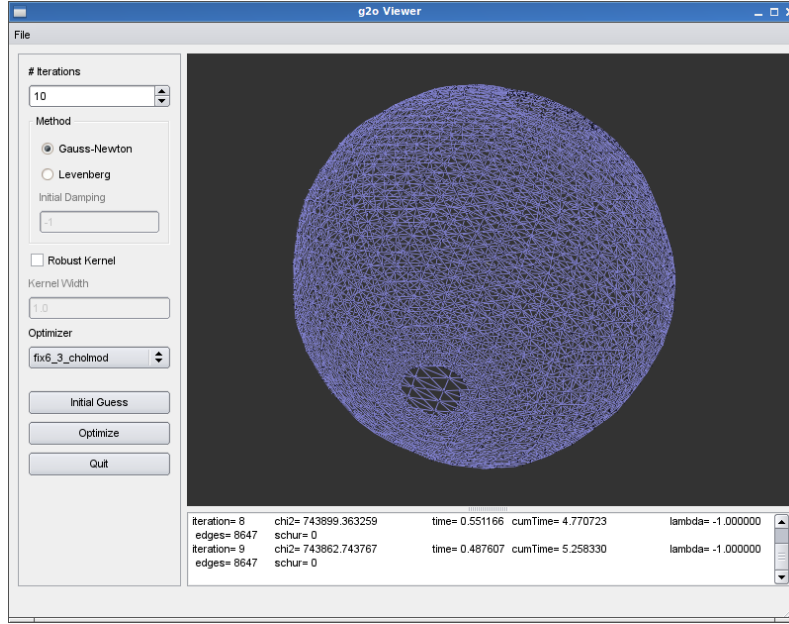 g2o Viewer
File
# Iterations
10
Method
Gauss-Newton
Levenberg
Initial Damping
-1
Robust Kernel
Kernel Width
1.0
Optimizer
fix6_3_cholmod
Initial Guess
Optimize
Quit
iteration= 8 chi2= 743899.363259 time= 0.551166 cumTime= 4.770723 lambda= -1.000000
edges= 8647 schur= 0
iteration= 9 chi2= 743862.743767 time= 0.487607 cumTime= 5.258330 lambda= -1.000000
edges= 8647 schur= 0